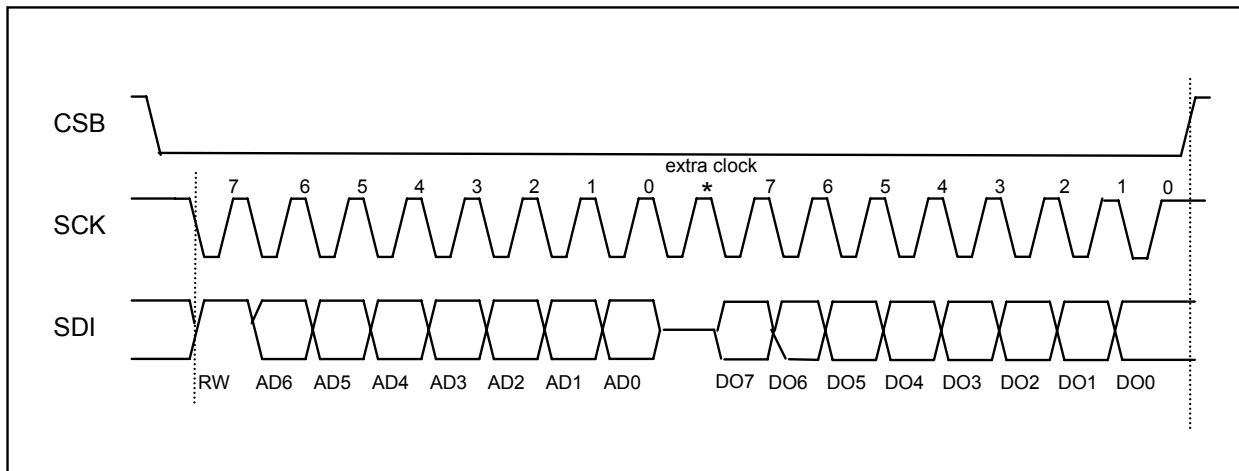 CSB
extra clock
7 6 5 4 3 2 1 0 * 7 6 5 4 3 2 1 0
SCK
SDI
RW AD6 AD5 AD4 AD3 AD2 AD1 AD0 DO7 DO6 DO5 DO4 DO3 DO2 DO1 DO0